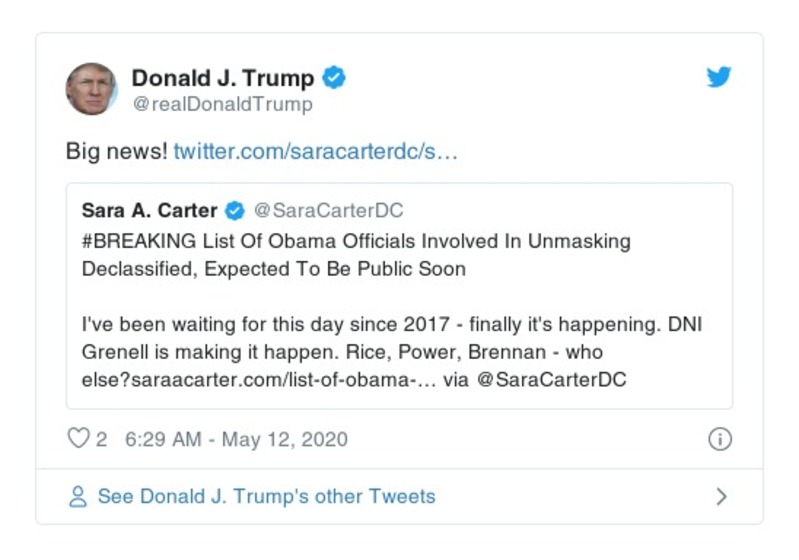 Donald J. Trump
@realDonaldTrump
Big news! twitter.com/saracarterdc/s…
Sara A. Carter @SaraCarterDC
#BREAKING List Of Obama Officials Involved In Unmasking
Declassified, Expected To Be Public Soon
I've been waiting for this day since 2017 - finally it's happening. DNI
Grenell is making it happen. Rice, Power, Brennan - who
else?saraacarter.com/list-of-obama-… via @SaraCarterDC
2 6:29 AM - May 12, 2020
See Donald J. Trump's other Tweets